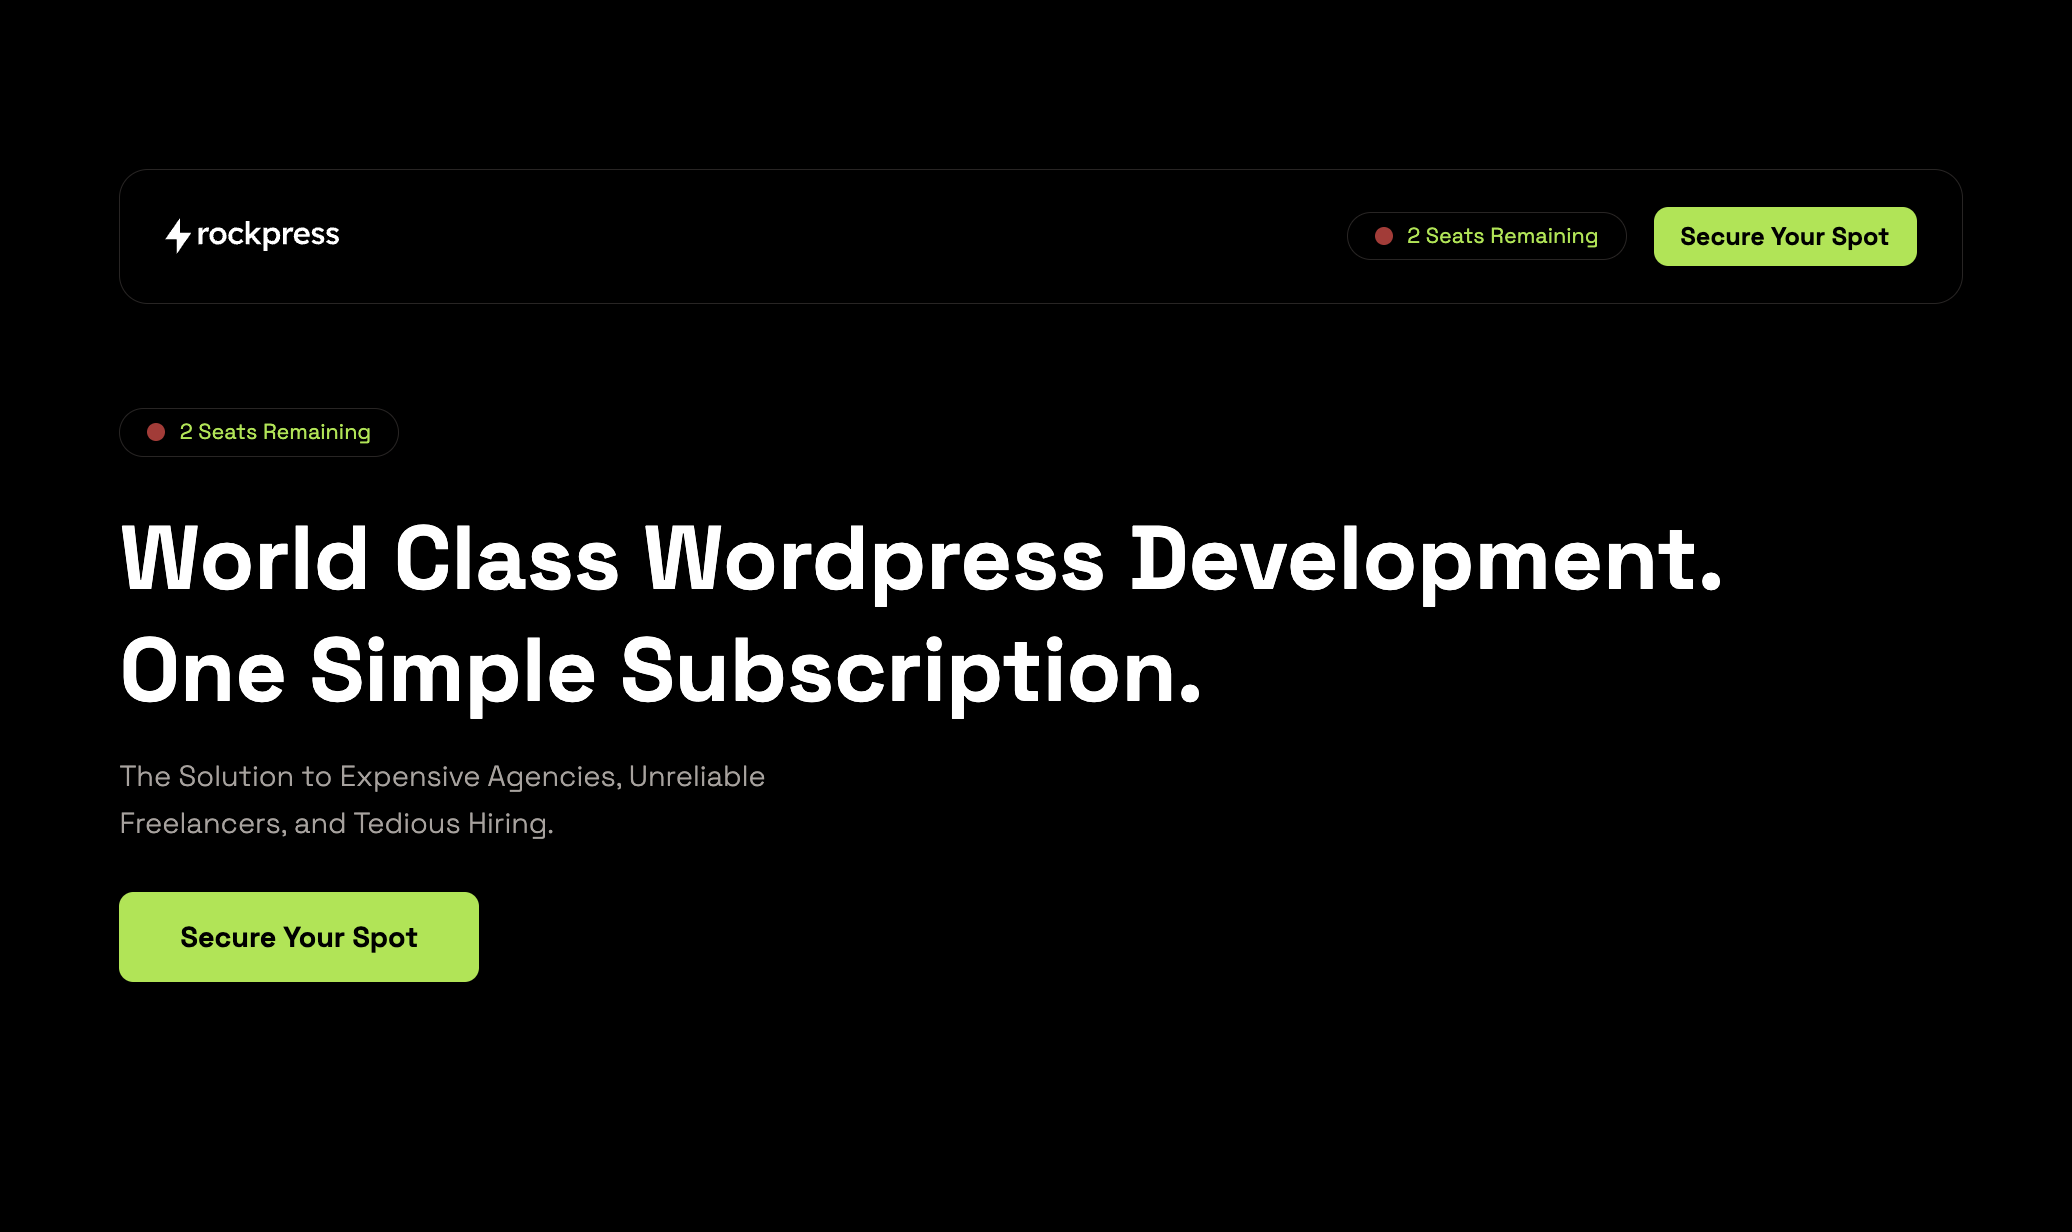 rockpress
2 Seats Remaining
Secure Your Spot
2 Seats Remaining
World Class Wordpress Development.
One Simple Subscription.
The Solution to Expensive Agencies, Unreliable
Freelancers, and Tedious Hiring.
Secure Your Spot